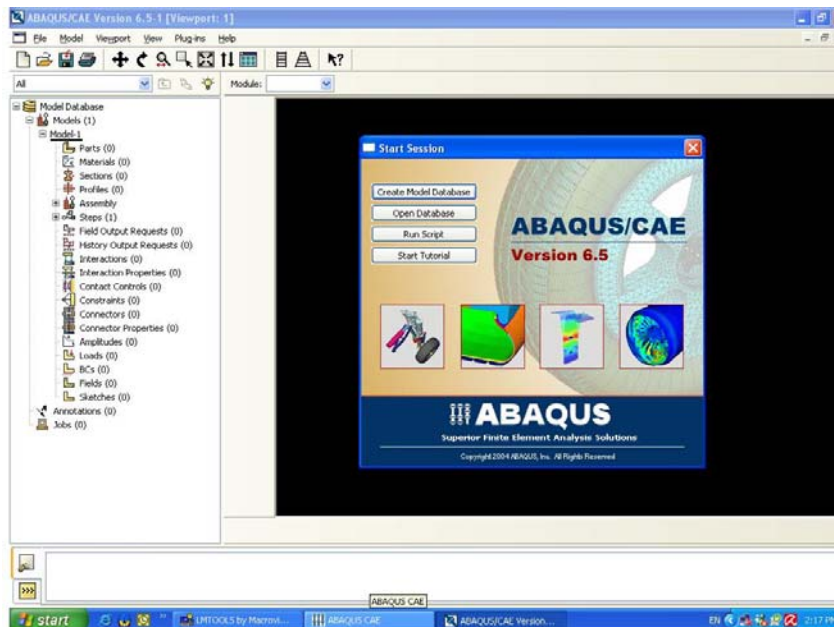 ABAQUS/CAE Version 6.5-1 [Viewport: 1]
File Model Viewport View Plug-ins Help
All
Module:
Model Database
Models (1)
Model-1
Parts (0)
Materials (0)
Sections (0)
Profiles (0)
Assembly
Steps (1)
Field Output Requests (0)
History Output Requests (0)
Interactions (0)
Interaction Properties (0)
Contact Controls (0)
Constraints (0)
Connectors (0)
Connector Properties (0)
Amplitudes (0)
Loads (0)
BCs (0)
Fields (0)
Sketches (0)
Annotations (0)
Jobs (0)
Start Session
Create Model Database
Open Database
Run Script
Start Tutorial
ABAQUS/CAE
Version 6.5
ABAQUS
Superior Finite Element Analysis Solutions
Copyright 2004 ABAQUS, Inc. All Rights Reserved
>>>
ABAQUS CAE
start
LMTOOLS by Macrovi...
ABAQUS CAE
ABAQUS/CAE Version...
EN
2:17 PM